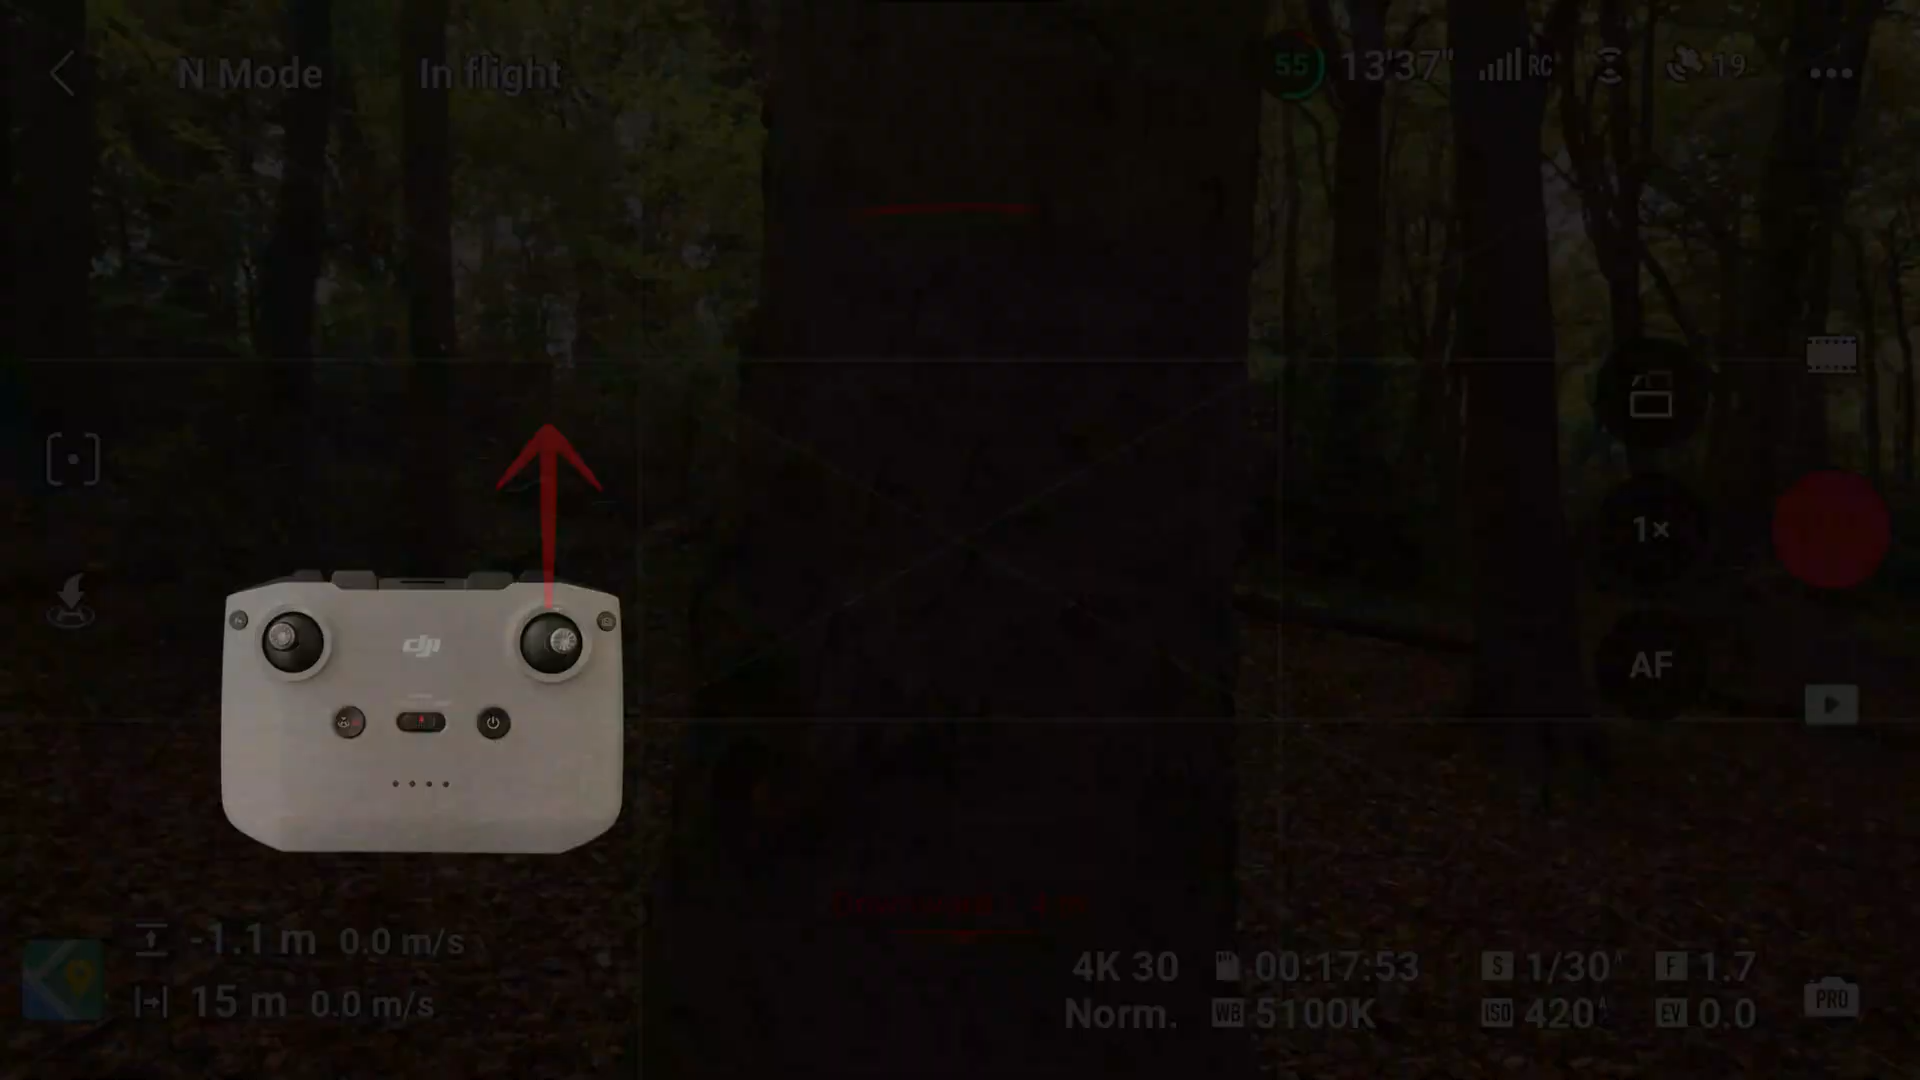 N Mode
In flight
55
13'37"
RC
19
1×
AF
dji
-1.1 m 0.0 m/s
15 m 0.0 m/s
4K 30
00:17:53
S 1/30 A
F 1.7
Norm.
WB 5100K
ISO 420 A
EV 0.0
PRO